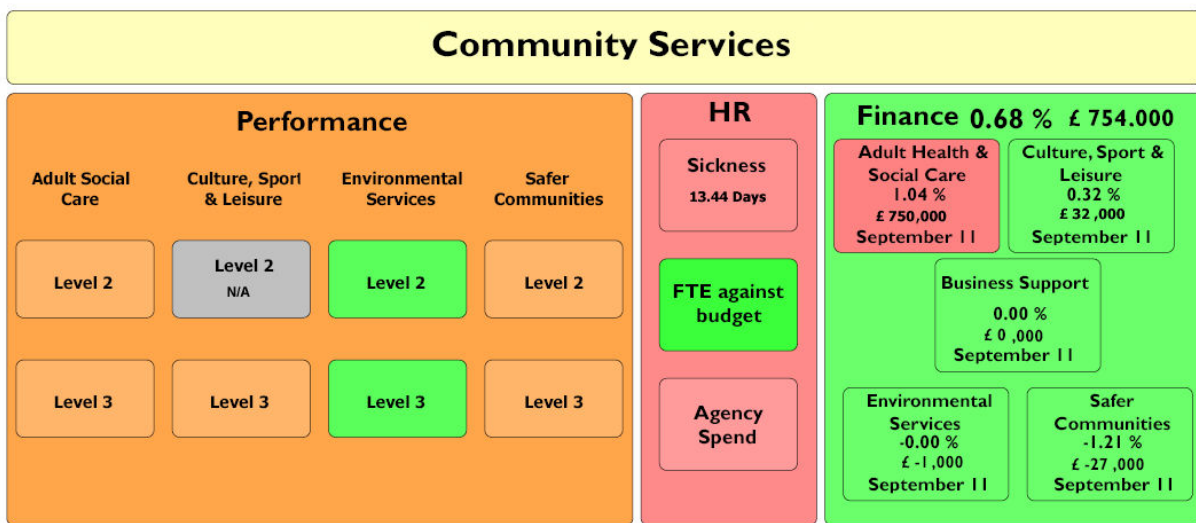 Community Services
Performance
Adult Social
Care
Culture, Sport
& Leisure
Environmental
Services
Safer
Communities
Level 2
Level 2
N/A
Level 2
Level 2
Level 3
Level 3
Level 3
Level 3
HR
Sickness
13.44 Days
FTE against
budget
Agency
Spend
Finance 0.68 % £ 754.000
Adult Health &
Social Care
1.04 %
£ 750,000
September 11
Culture, Sport &
Leisure
0.32 %
£ 32 ,000
September 11
Business Support
0.00 %
£ 0 ,000
September 11
Environmental
Services
-0.00 %
£ -1 ,000
September 11
Safer
Communities
-1.21 %
£ -27 ,000
September 11